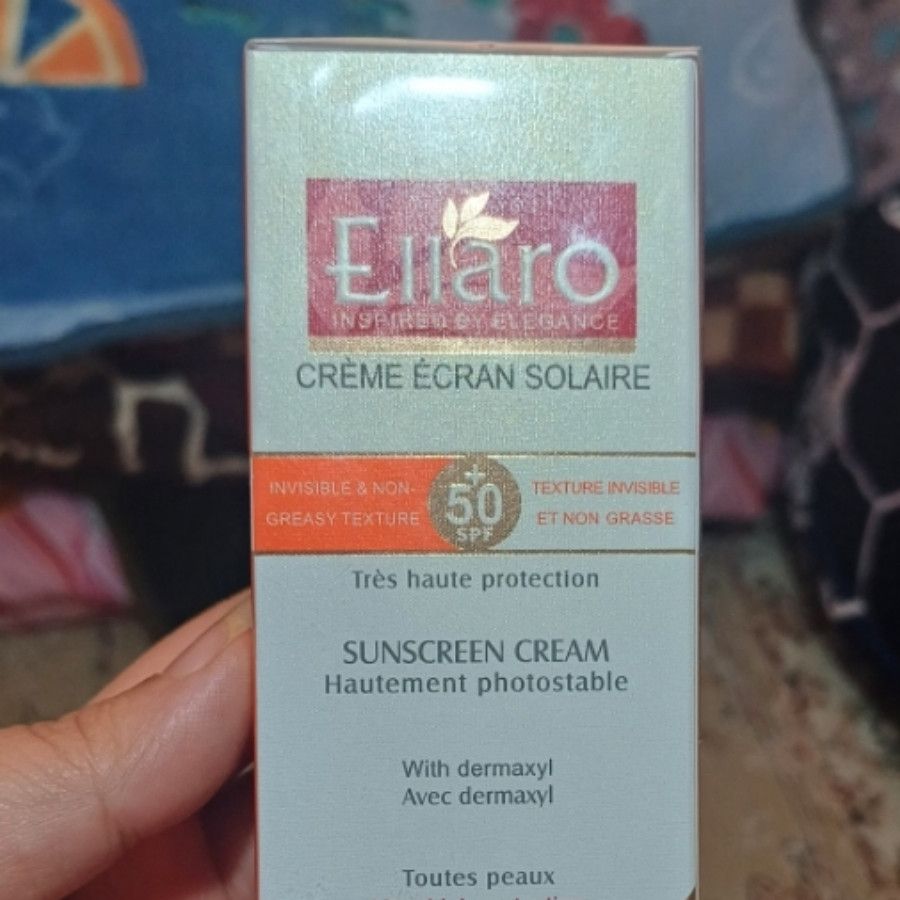 Ellaro
INSPIRED BY ELEGANCE
CRÈME ÉCRAN SOLAIRE
INVISIBLE & NON-
GREASY TEXTURE
+
50
SPF
TEXTURE INVISIBLE
ET NON GRASSE
Très haute protection
SUNSCREEN CREAM
Hautement photostable
With dermaxyl
Avec dermaxyl
Toutes peaux